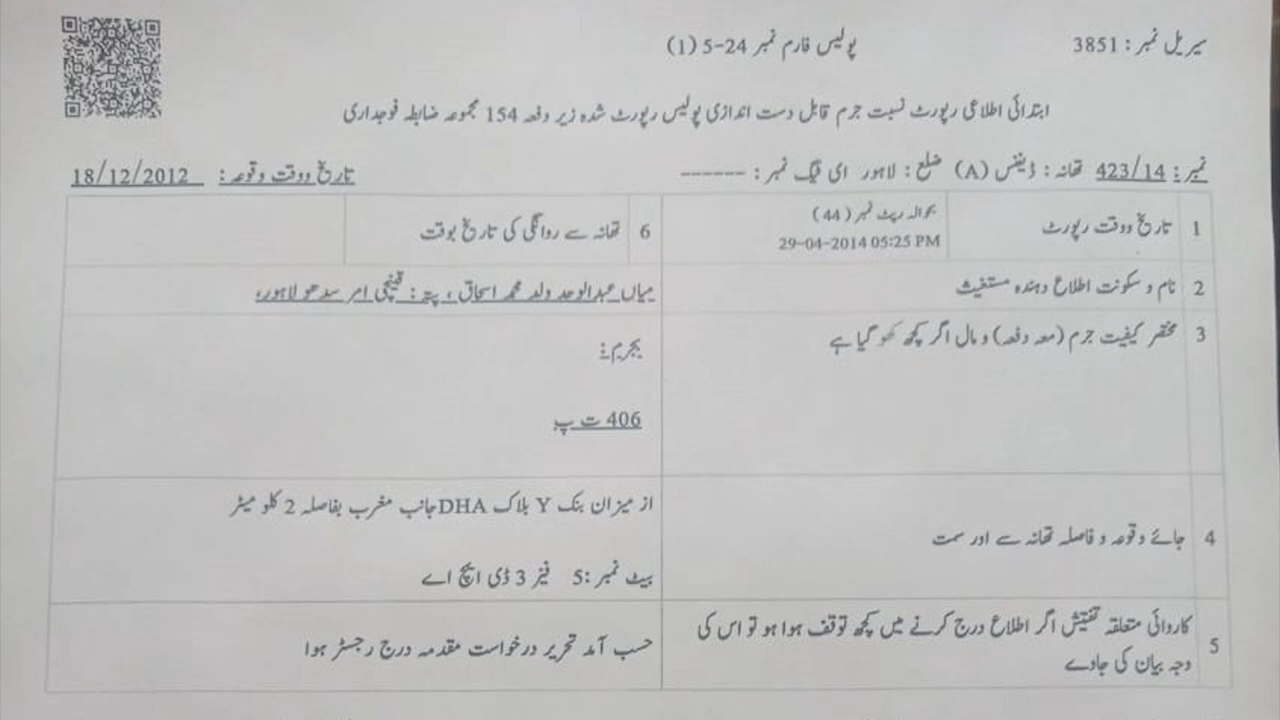 سیریل نمبر : 3851
پولیس فارم نمبر 24-5 (1)
ابتدائی اطلاعی رپورٹ نسبت جرم قابل دست اندازی پولیس رپورٹ شدہ زیر دفعہ 154 مجموعہ ضابطہ فوجداری
نمبر: 423/14 تھانہ: ڈیفنس (A) ضلع: لاہور ای ٹیگ نمبر: ------
تاریخ ووقت وقوعہ: 18/12/2012
1 تاریخ ووقت رپورٹ
بحوالہ رپٹ نمبر (44)
29-04-2014 05:25 PM
6 تھانہ سے روانگی کی تاریخ بوقت
2 نام و سکونت اطلاع دہندہ مستغیث
میاں عبدالوحد ولد محمد اسحاق ، پتہ: قینچی امر سدھو لاہور،
3 مختصر کیفیت جرم (معہ دفعہ) و مال اگر کچھ کھو گیا ہے
بجرم:
406 ت پ
4 جائے وقوعہ و فاصلہ تھانہ سے اور سمت
از میزان بنک Y بلاک DHA جانب مغرب بفاصلہ 2 کلو میٹر
بیٹ نمبر :5 فیز 3 ڈی ایچ اے
5 کاروائی متعلقہ تفتیش اگر اطلاع درج کرنے میں کچھ توقف ہوا ہو تو اس کی
وجہ بیان کی جاوے
حسب آمد تحریر درخواست مقدمہ درج رجسٹر ہوا